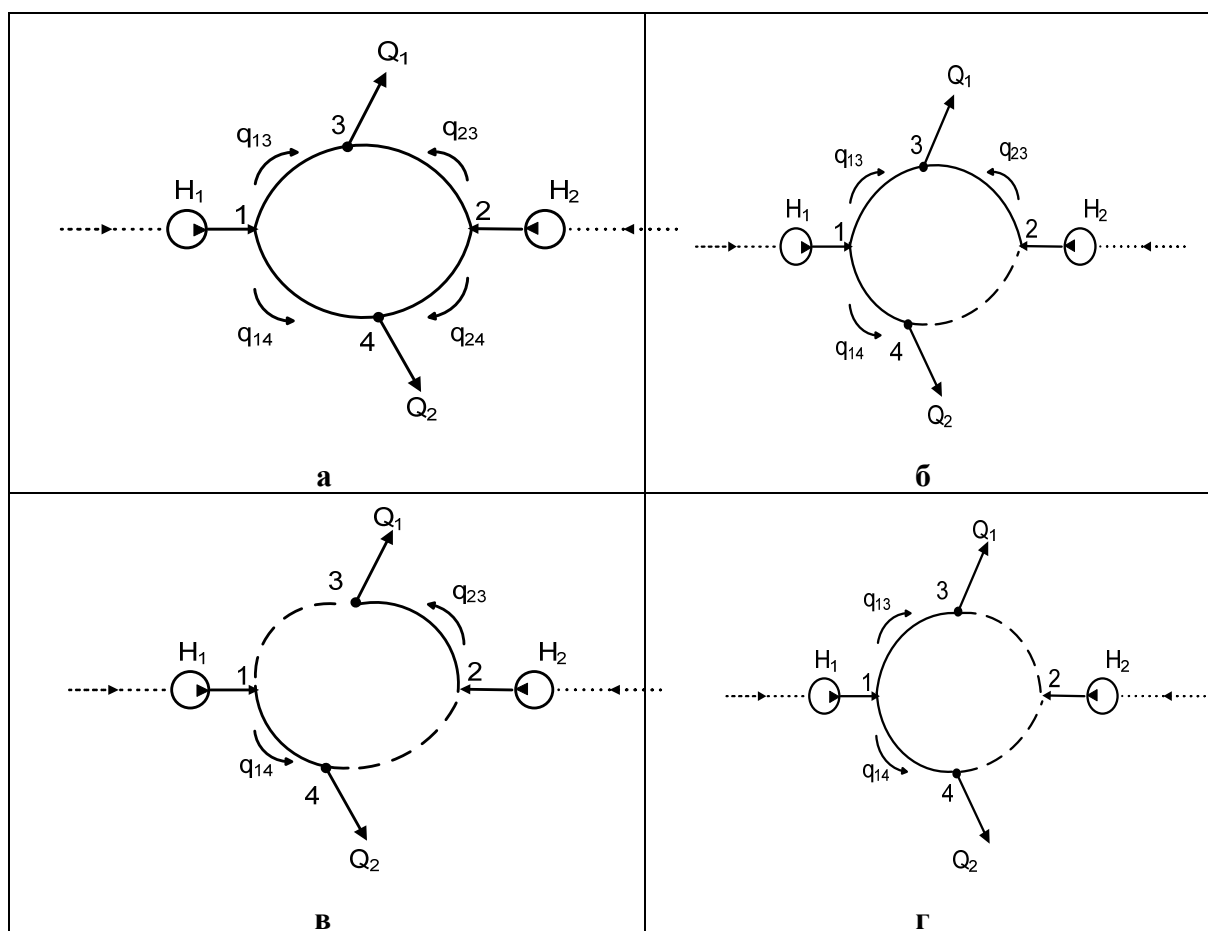 Q₁
3
q₁₃
q₂₃
H₁
1
2
H₂
q₁₄
4
q₂₄
Q₂
а
Q₁
3
q₁₃
q₂₃
H₁
1
2
H₂
q₁₄
4
Q₂
б
Q₁
3
q₂₃
H₁
1
2
H₂
q₁₄
4
Q₂
в
Q₁
3
q₁₃
H₁
1
2
H₂
q₁₄
4
Q₂
г